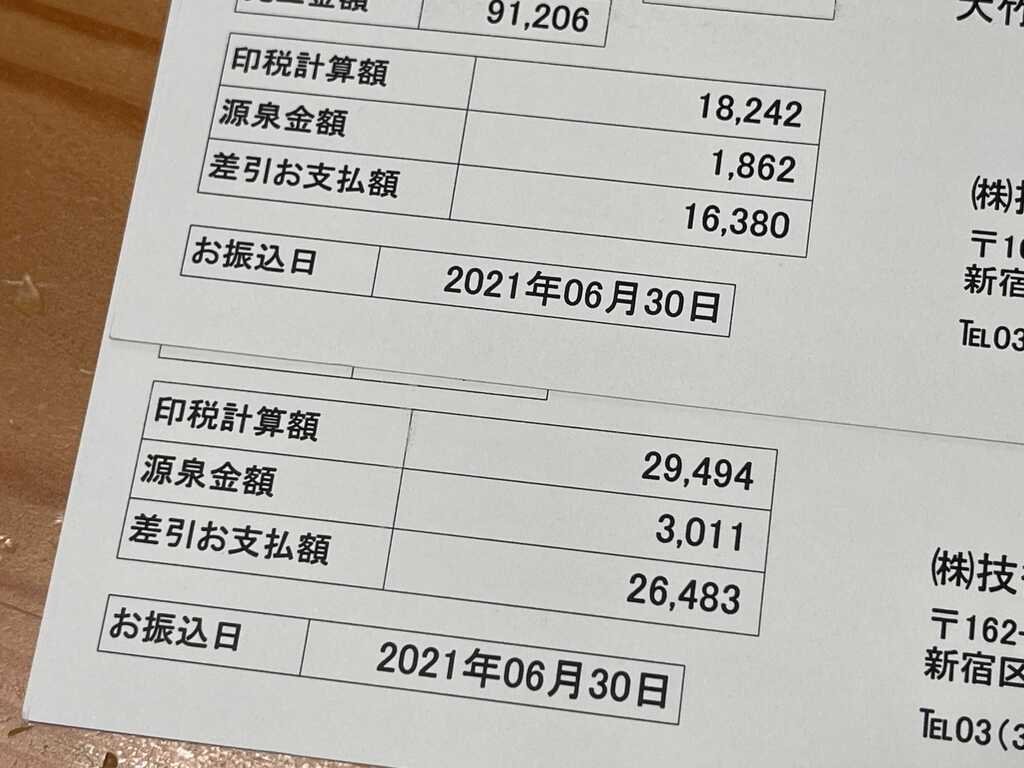 91,206
大竹
印税計算額 18,242
源泉金額 1,862
差引お支払額 16,380
お振込日 2021年06月30日
㈱技
〒16
新宿
℡03
印税計算額 29,494
源泉金額 3,011
差引お支払額 26,483
お振込日 2021年06月30日
㈱技
〒162-
新宿区
℡03(3